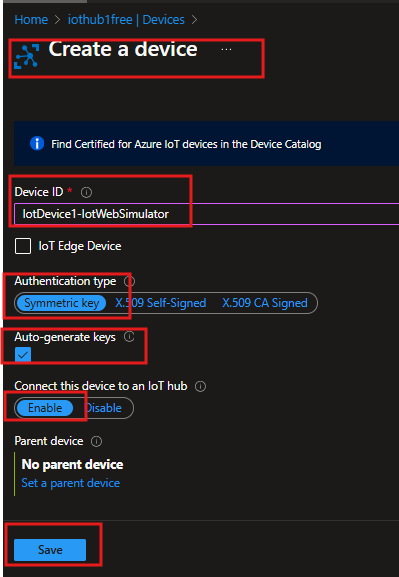 Home > iothub1free | Devices >
Create a device ...
Find Certified for Azure IoT devices in the Device Catalog
Device ID *
IotDevice1-IotWebSimulator
IoT Edge Device
Authentication type
Symmetric key X.509 Self-Signed X.509 CA Signed
Auto-generate keys
Connect this device to an IoT hub
Enable Disable
Parent device
No parent device
Set a parent device
Save